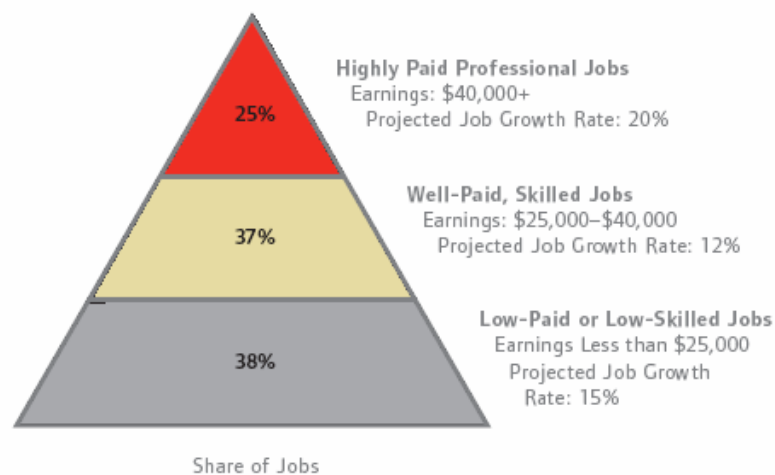 25%
Highly Paid Professional Jobs
Earnings: $40,000+
Projected Job Growth Rate: 20%
37%
Well-Paid, Skilled Jobs
Earnings: $25,000–$40,000
Projected Job Growth Rate: 12%
38%
Low-Paid or Low-Skilled Jobs
Earnings Less than $25,000
Projected Job Growth
Rate: 15%
Share of Jobs